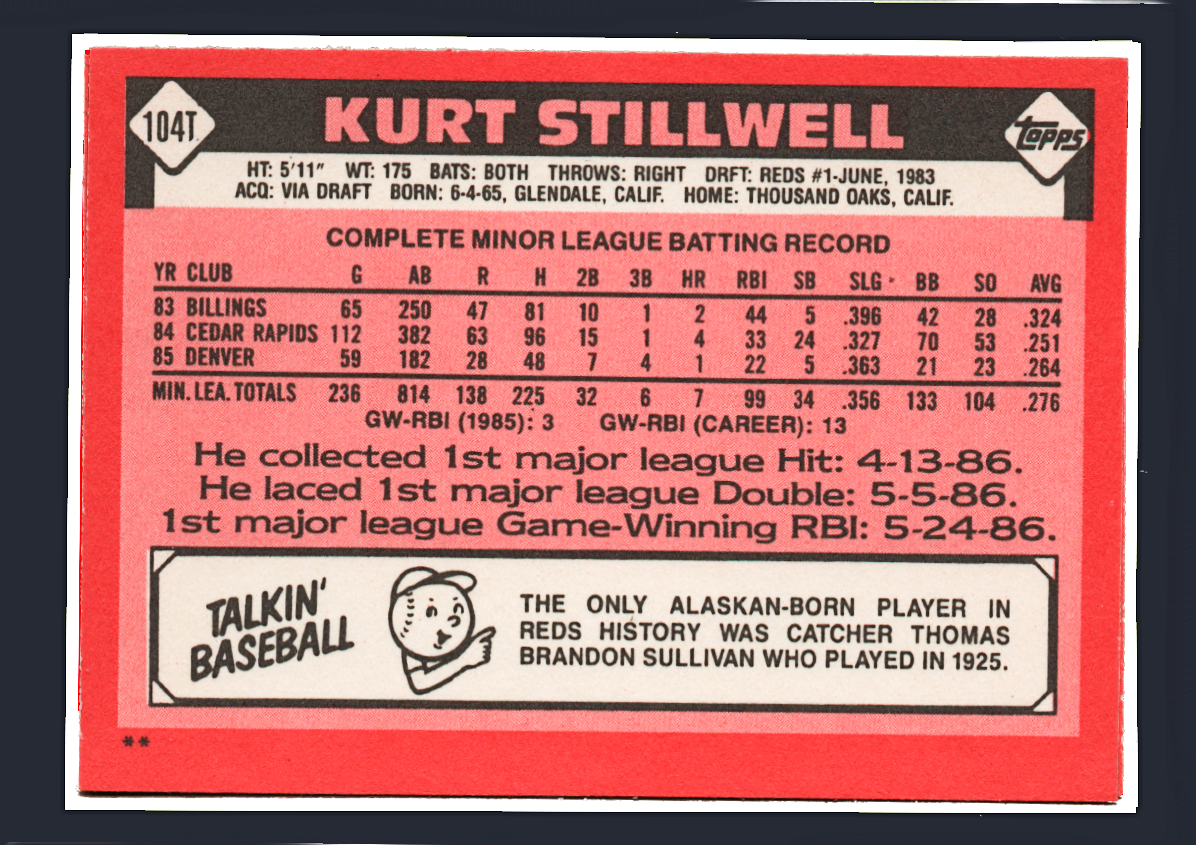 104T
KURT STILLWELL
Topps
HT: 5'11" WT: 175 BATS: BOTH THROWS: RIGHT DRFT: REDS #1-JUNE, 1983
ACQ: VIA DRAFT BORN: 6-4-65, GLENDALE, CALIF. HOME: THOUSAND OAKS, CALIF.
COMPLETE MINOR LEAGUE BATTING RECORD
YR CLUB G AB R H 2B 3B HR RBI SB SLG BB SO AVG
83 BILLINGS 65 250 47 81 10 1 2 44 5 .396 42 28 .324
84 CEDAR RAPIDS 112 382 63 96 15 1 4 33 24 .327 70 53 .251
85 DENVER 59 182 28 48 7 4 1 22 5 .363 21 23 .264
MIN. LEA. TOTALS 236 814 138 225 32 6 7 99 34 .356 133 104 .276
GW-RBI (1985): 3 GW-RBI (CAREER): 13
He collected 1st major league Hit: 4-13-86.
He laced 1st major league Double: 5-5-86.
1st major league Game-Winning RBI: 5-24-86.
TALKIN'
BASEBALL
THE ONLY ALASKAN-BORN PLAYER IN
REDS HISTORY WAS CATCHER THOMAS
BRANDON SULLIVAN WHO PLAYED IN 1925.
**